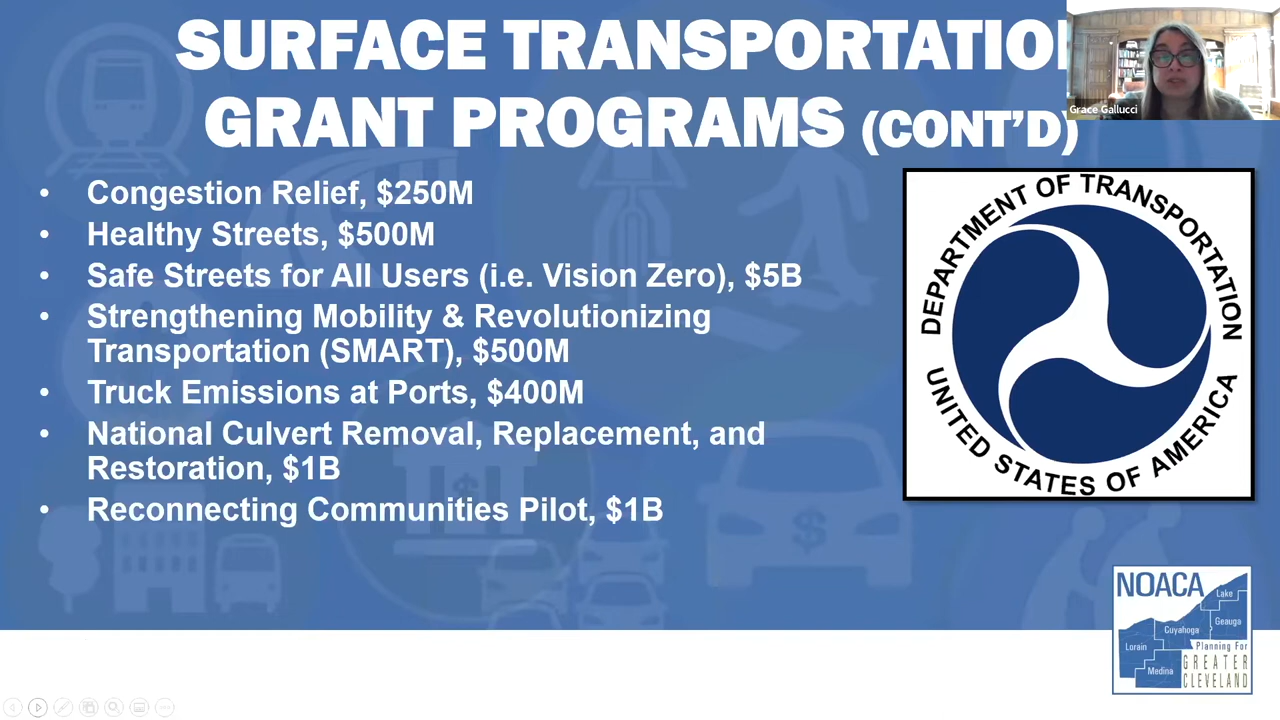 SURFACE TRANSPORTATIO
GRANT PROGRAMS (CONT'D)
Grace Gallucci
• Congestion Relief, $250M
• Healthy Streets, $500M
• Safe Streets for All Users (i.e. Vision Zero), $5B
• Strengthening Mobility & Revolutionizing
Transportation (SMART), $500M
• Truck Emissions at Ports, $400M
• National Culvert Removal, Replacement, and
Restoration, $1B
• Reconnecting Communities Pilot, $1B
DEPARTMENT OF TRANSPORTATION
UNITED STATES OF AMERICA
$
NOACA
Lake
Geauga
Cuyahoga
Lorain
Medina
Planning For
GREATER
CLEVELAND